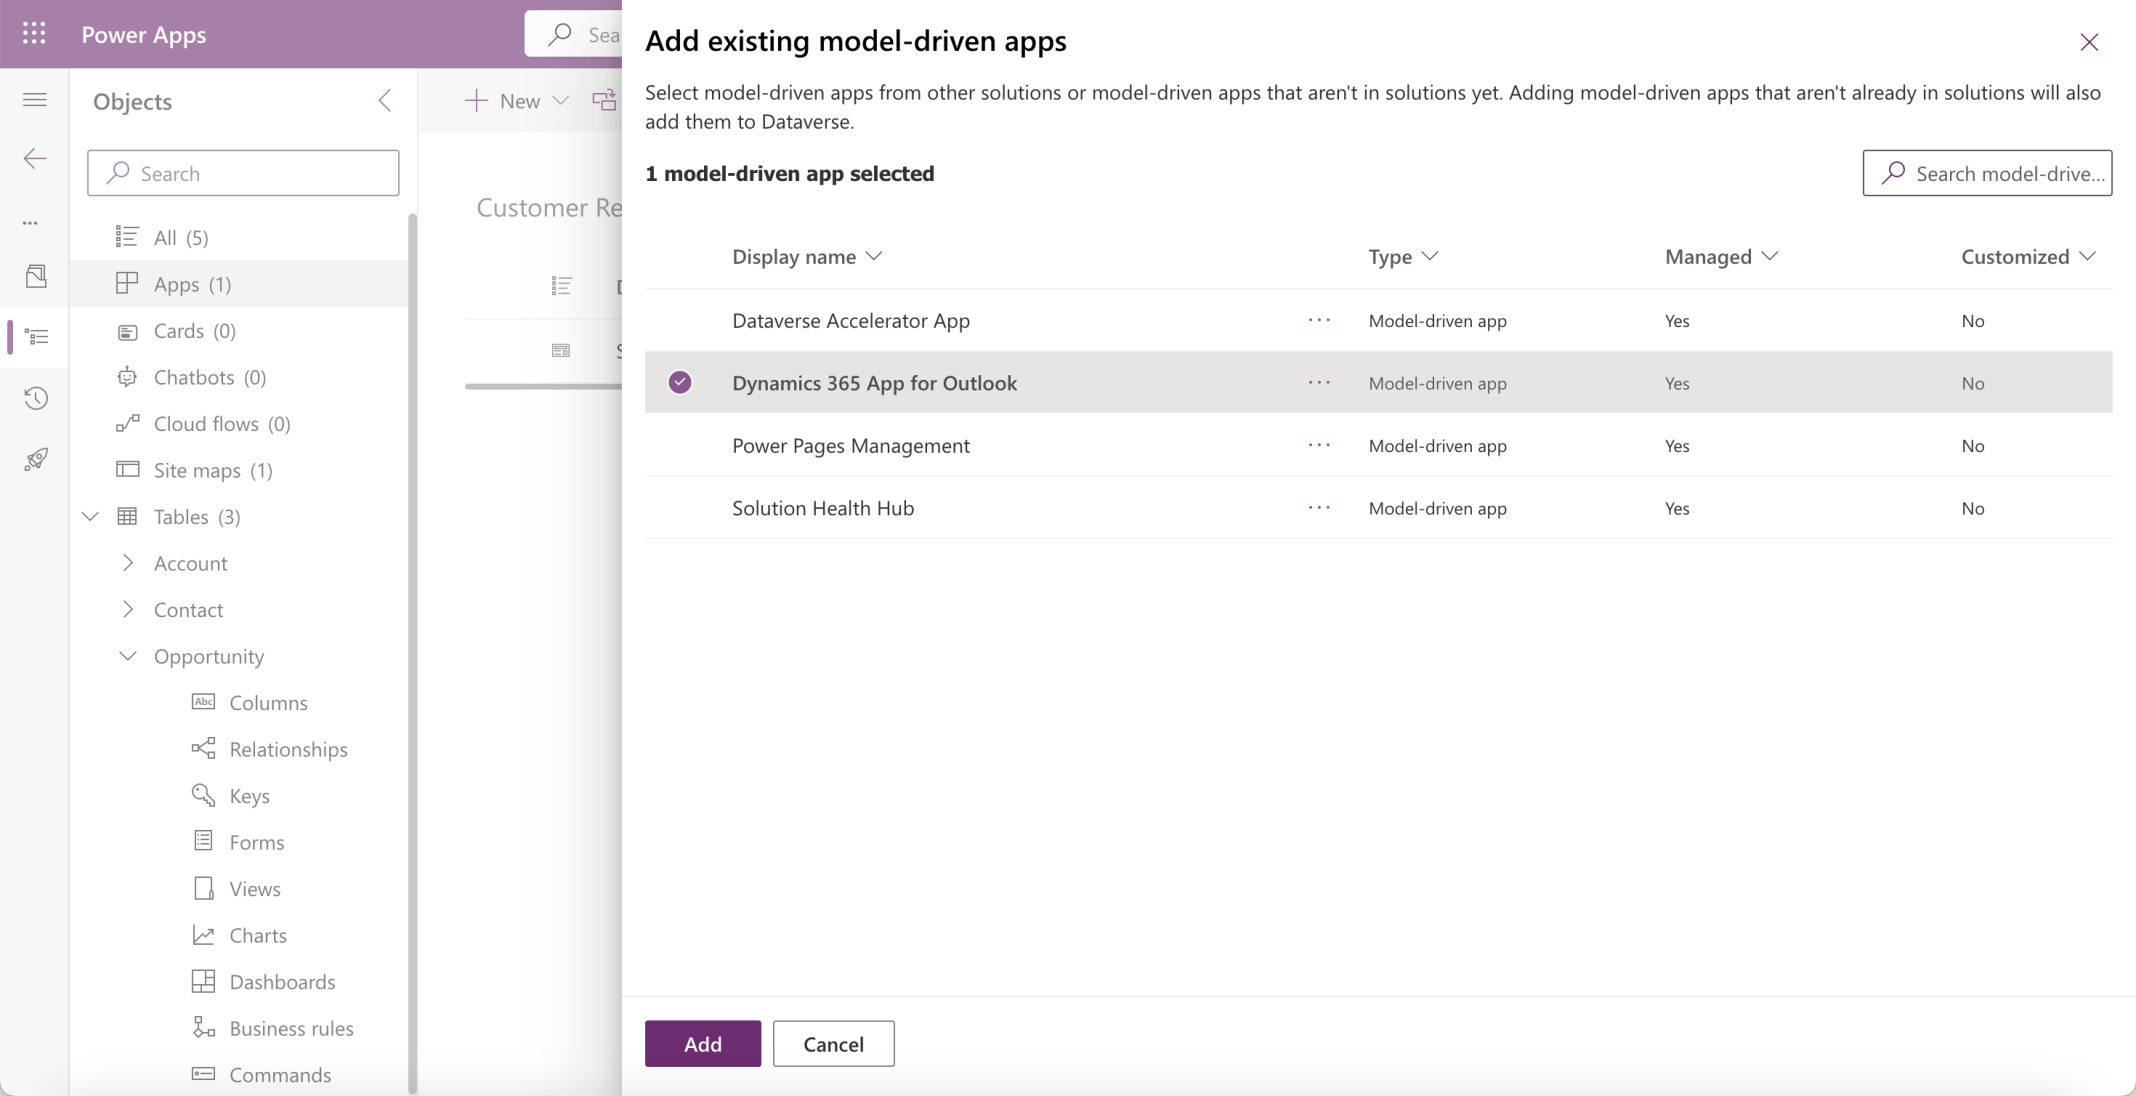 Power Apps
Sea
Objects
Search
All (5)
Apps (1)
Cards (0)
Chatbots (0)
Cloud flows (0)
Site maps (1)
Tables (3)
Account
Contact
Opportunity
Abc Columns
Relationships
Keys
Forms
Views
Charts
Dashboards
Business rules
Commands
New
Customer Re
Add existing model-driven apps
Select model-driven apps from other solutions or model-driven apps that aren't in solutions yet. Adding model-driven apps that aren't already in solutions will also
add them to Dataverse.
1 model-driven app selected
Search model-drive...
Display name Type Managed Customized
Dataverse Accelerator App ... Model-driven app Yes No
Dynamics 365 App for Outlook ... Model-driven app Yes No
Power Pages Management ... Model-driven app Yes No
Solution Health Hub ... Model-driven app Yes No
Add Cancel